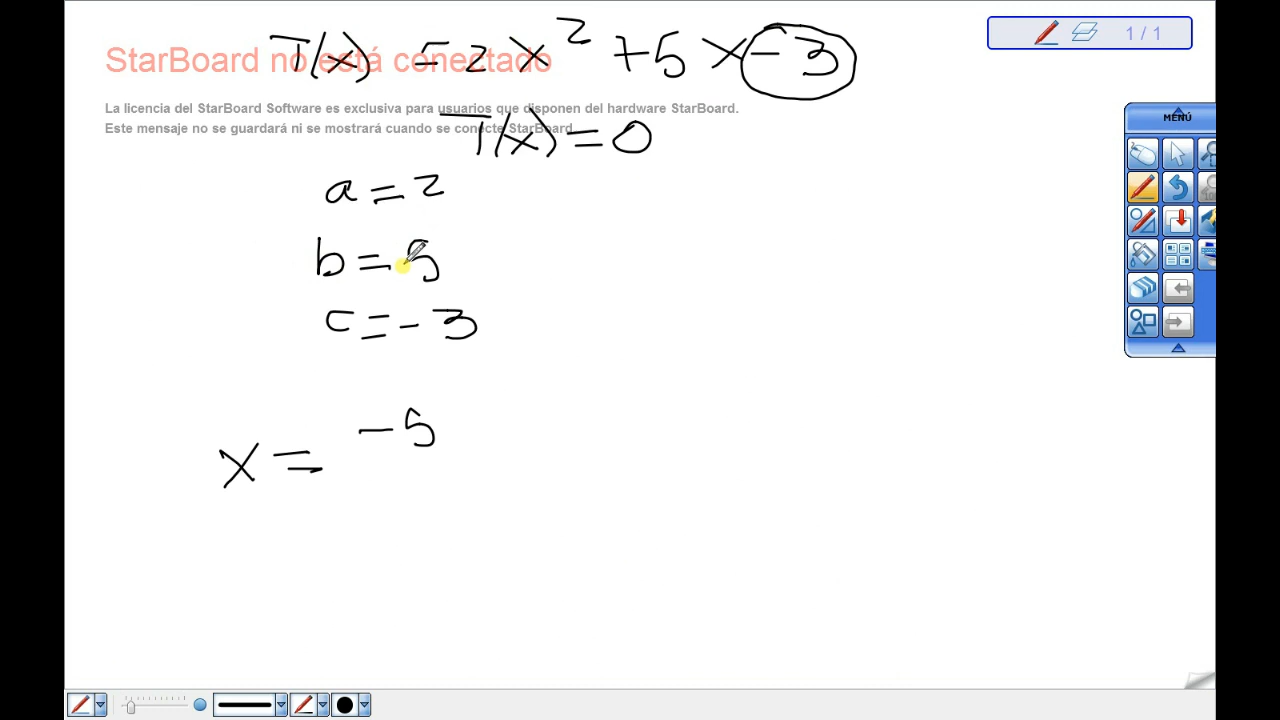 T(x) = 2x² + 5x - 3
StarBoard no está conectado
1 / 1
La licencia del StarBoard Software es exclusiva para usuarios que disponen del hardware StarBoard.
Este mensaje no se guardará ni se mostrará cuando se conecte StarBoard
T(x) = 0
MENÚ
a = 2
b = 5
c = - 3
- 5
x =